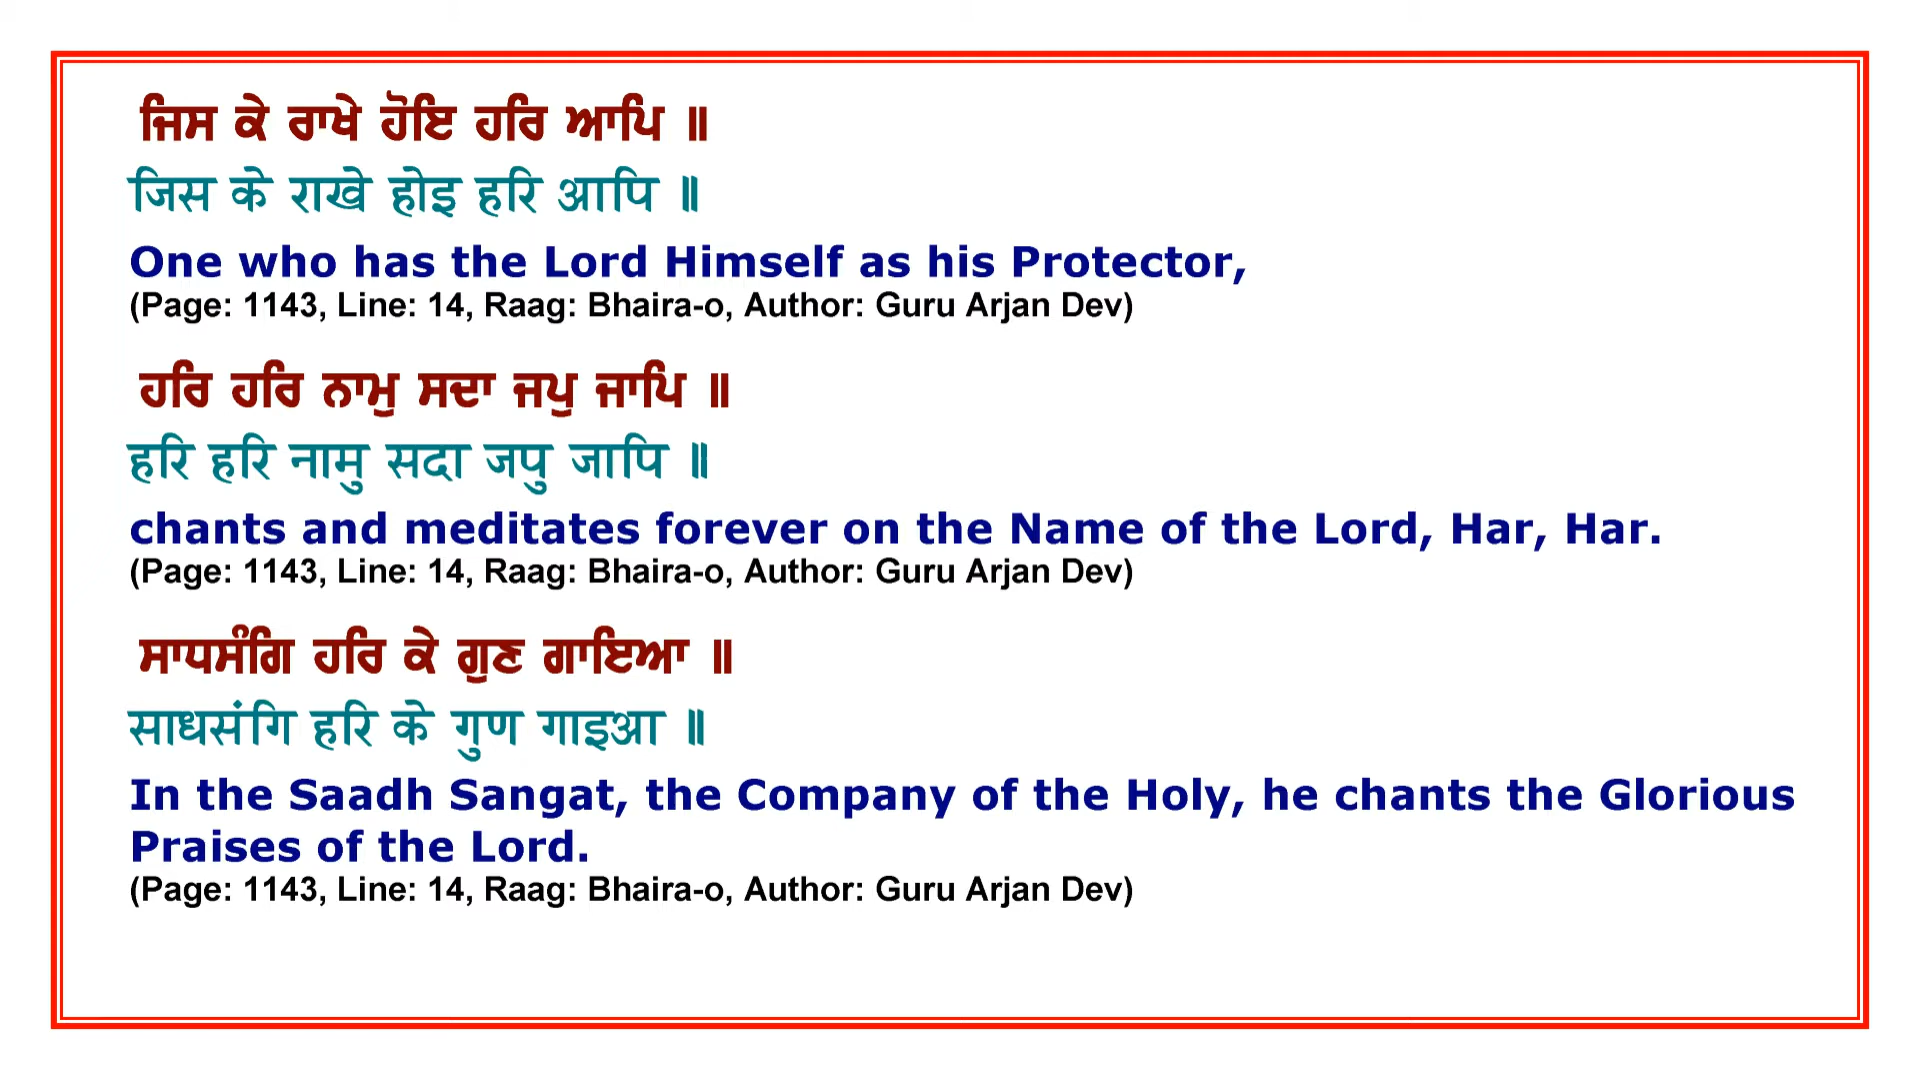 ਜਿਸ ਕੇ ਰਾਖੇ ਹੋਇ ਹਰਿ ਆਪਿ ॥
जिस के राखे होइ हरि आपि ॥
One who has the Lord Himself as his Protector,
(Page: 1143, Line: 14, Raag: Bhaira-o, Author: Guru Arjan Dev)
ਹਰਿ ਹਰਿ ਨਾਮੁ ਸਦਾ ਜਪੁ ਜਾਪਿ ॥
हरि हरि नामु सदा जपु जापि ॥
chants and meditates forever on the Name of the Lord, Har, Har.
(Page: 1143, Line: 14, Raag: Bhaira-o, Author: Guru Arjan Dev)
ਸਾਧਸੰਗਿ ਹਰਿ ਕੇ ਗੁਣ ਗਾਇਆ ॥
साधसंगि हरि के गुण गाइआ ॥
In the Saadh Sangat, the Company of the Holy, he chants the Glorious
Praises of the Lord.
(Page: 1143, Line: 14, Raag: Bhaira-o, Author: Guru Arjan Dev)